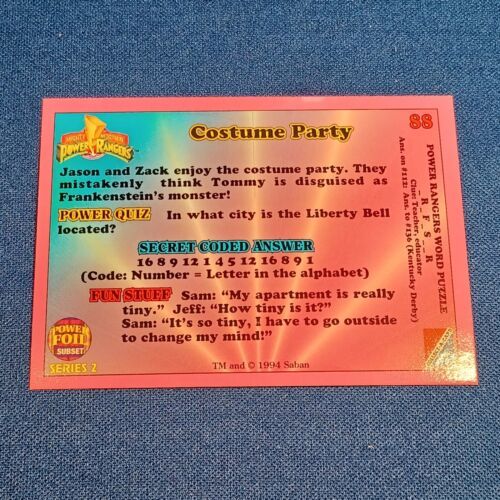 MIGHTY MORPHIN
POWER RANGERS
Costume Party
88
Jason and Zack enjoy the costume party. They
mistakenly think Tommy is disguised as
Frankenstein's monster!
POWER QUIZ In what city is the Liberty Bell
located?
SECRET CODED ANSWER
16 8 9 12 1 4 5 12 16 8 9 1
(Code: Number = Letter in the alphabet)
FUN STUFF Sam: "My apartment is really
tiny." Jeff: "How tiny is it?"
Sam: "It's so tiny, I have to go outside
to change my mind!"
POWER
FOIL
SUBSET
SERIES 2
TM and © 1994 Saban
POWER RANGERS WORD PUZZLE
_ R _ F _ S _ _ R
Clue: Teacher, educator
Ans. on #112: Ans. to #136 (Kentucky Derby)